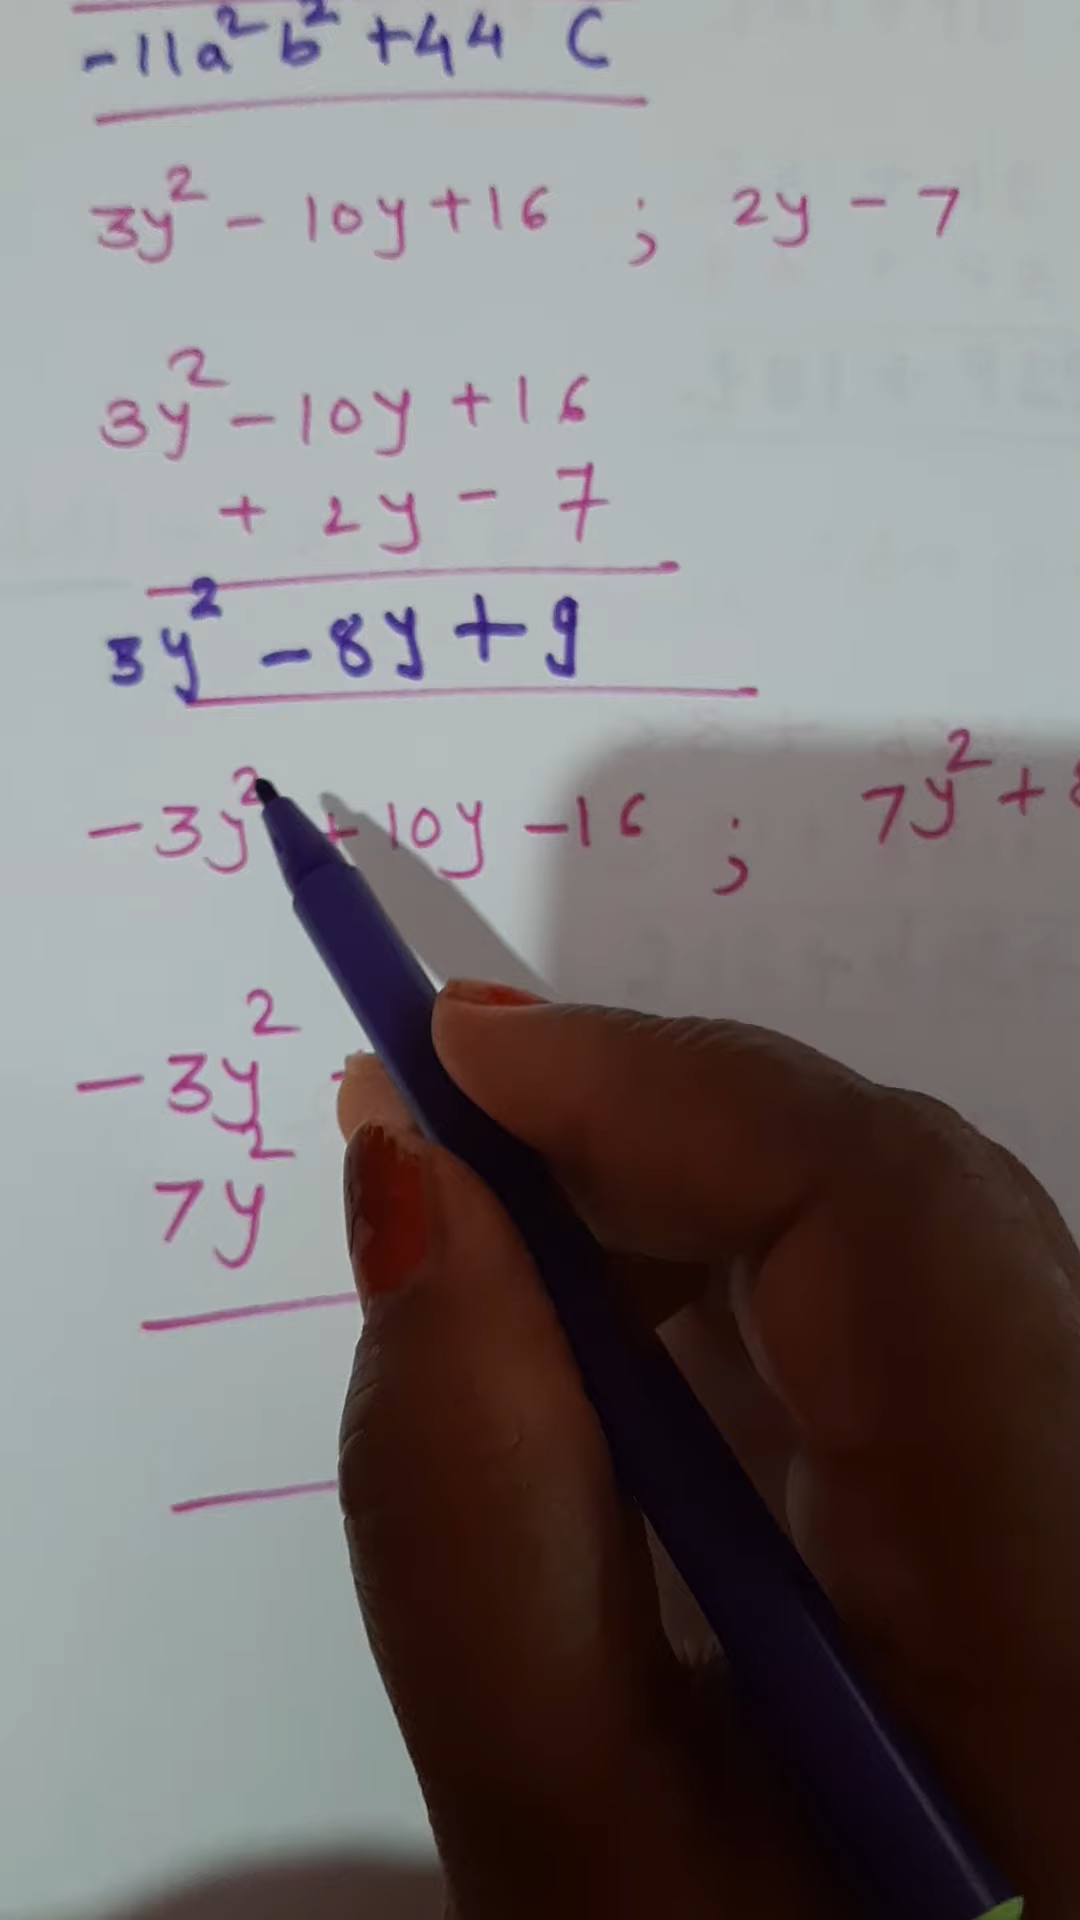 -11a²b² +44 C
3y² - 10y +16 ; 2y - 7
3y² - 10y +16
+ 2y - 7
3y² - 8y + 9
-3y² +10y -16 ; 7y² +
-3y²
7y²